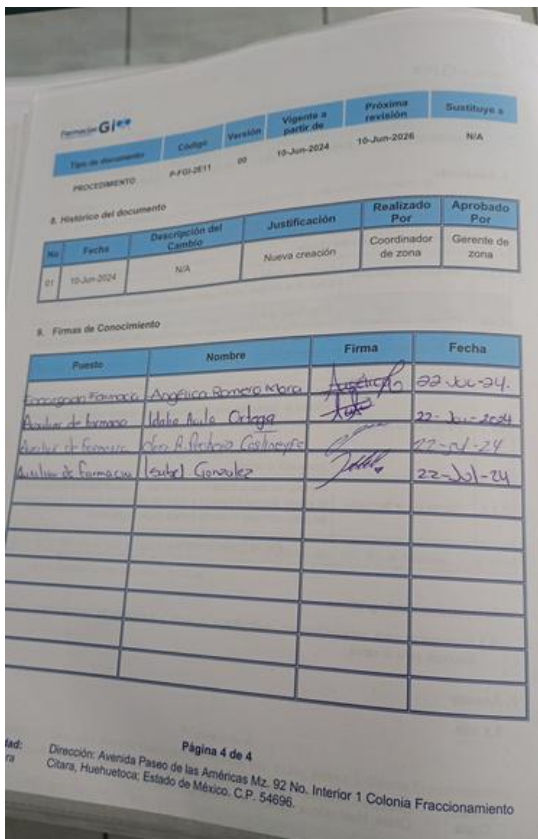 Farmacias Gi
Tipo de documento Código Versión Vigente a partir de Próxima revisión Sustituye a
PROCEDIMIENTO P-FGI-2E11 00 10-Jun-2024 10-Jun-2026 N/A
8. Histórico del documento
No Fecha Descripción del Cambio Justificación Realizado Por Aprobado Por
01 10-Jun-2024 N/A Nueva creación Coordinador de zona Gerente de zona
9. Firmas de Conocimiento
Puesto Nombre Firma Fecha
Farmacia Angélica Romero Mora Angélica 22-JUL-24.
Auxiliar de farmacia Avila Ortega 22-Jul-2024
Auxiliar de farmacia 22-Jul-24
Auxiliar de Farmacia Isabel Gonzalez 22-Jul-24
Página 4 de 4
Dirección: Avenida Paseo de las Américas Mz. 92 No. Interior 1 Colonia Fraccionamiento
Citara, Huehuetoca; Estado de México. C.P. 54696.